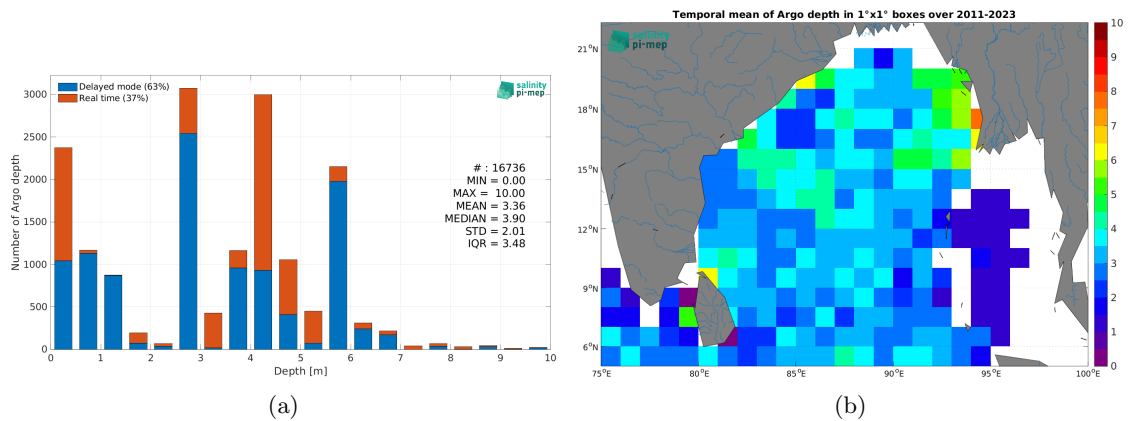 Delayed mode (63%)
Real time (37%)
salinity
pi-mep
# : 16736
MIN = 0.00
MAX = 10.00
MEAN = 3.36
MEDIAN = 3.90
STD = 2.01
IQR = 3.48
Number of Argo depth
3000
2500
2000
1500
1000
500
0
0 1 2 3 4 5 6 7 8 9 10
Depth [m]
(a)
Temporal mean of Argo depth in 1°x1° boxes over 2011-2023
salinity
pi-mep
21°N
18°N
15°N
12°N
9°N
6°N
75°E 80°E 85°E 90°E 95°E 100°E
10
9
8
7
6
5
4
3
2
1
0
(b)